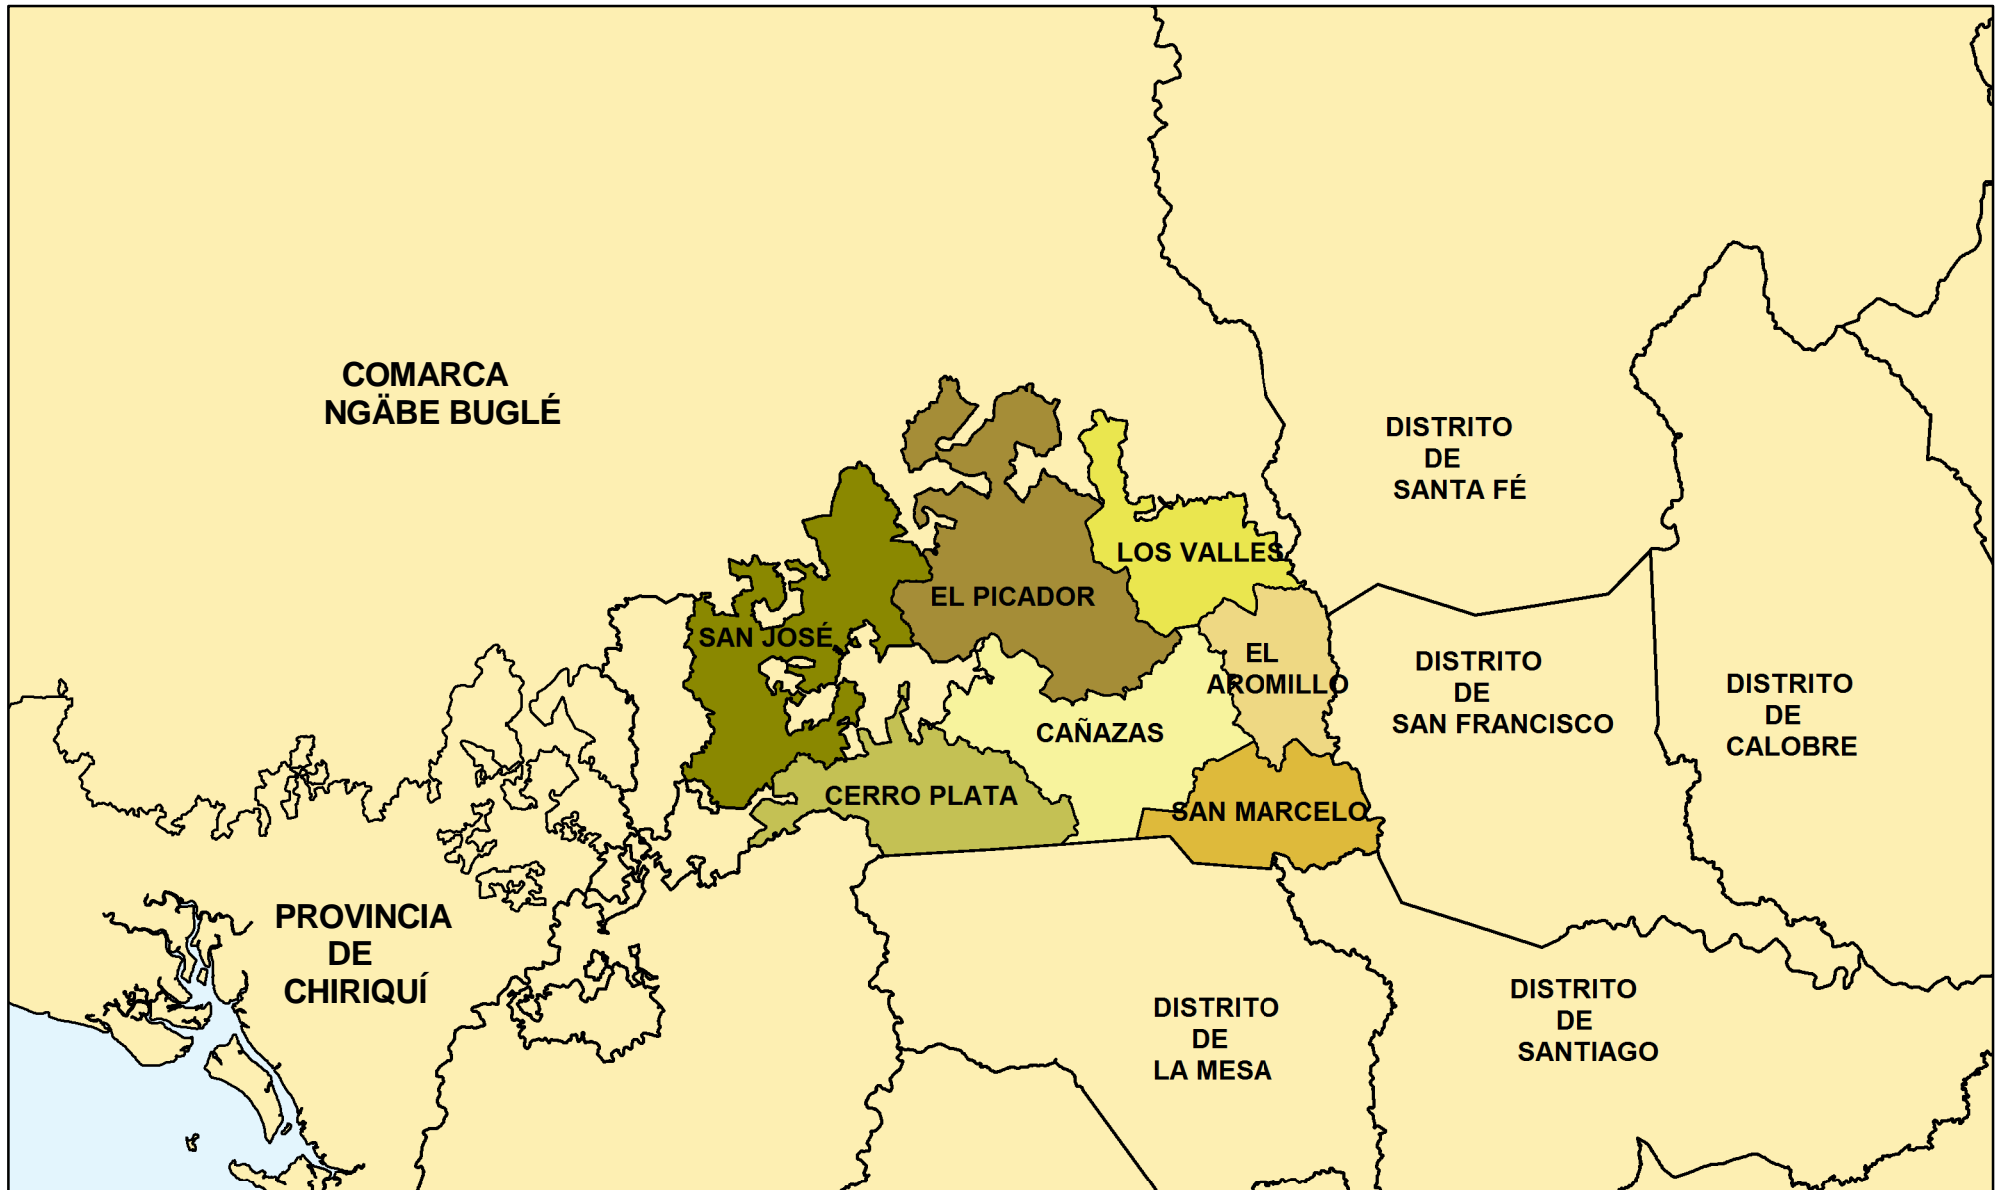 COMARCA
NGÄBE BUGLÉ
DISTRITO
DE
SANTA FÉ
LOS VALLES
EL PICADOR
SAN JOSÉ
EL
AROMILLO
DISTRITO
DE
SAN FRANCISCO
DISTRITO
DE
CALOBRE
CAÑAZAS
CERRO PLATA
SAN MARCELO
PROVINCIA
DE
CHIRIQUÍ
DISTRITO
DE
LA MESA
DISTRITO
DE
SANTIAGO